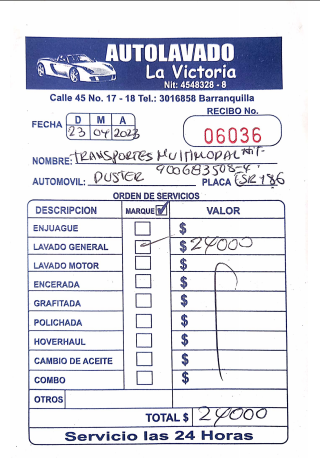 AUTOLAVADO
La Victoria
Nit: 4548328 - 8
Calle 45 No. 17 - 18 Tel.: 3016858 Barranquilla
RECIBO No.
FECHA D M A
23 04 2023
06036
NOMBRE: TRANSPORTES MULTIMODAL NIT.
900683508-4
AUTOMOVIL: DUSTER PLACA
ORDEN DE SERVICIOS
DESCRIPCION MARQUE VALOR
ENJUAGUE $
LAVADO GENERAL $ 24000
LAVADO MOTOR $
ENCERADA $
GRAFITADA $
POLICHADA $
HOVERHAUL $
CAMBIO DE ACEITE $
COMBO $
OTROS
TOTAL $ 24000
Servicio las 24 Horas